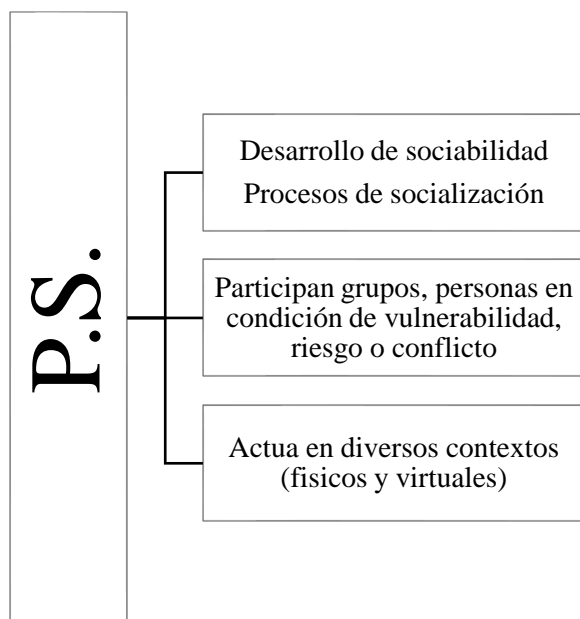 P.S.
Desarrollo de sociabilidad
Procesos de socialización
Participan grupos, personas en
condición de vulnerabilidad,
riesgo o conflicto
Actua en diversos contextos
(fisicos y virtuales)